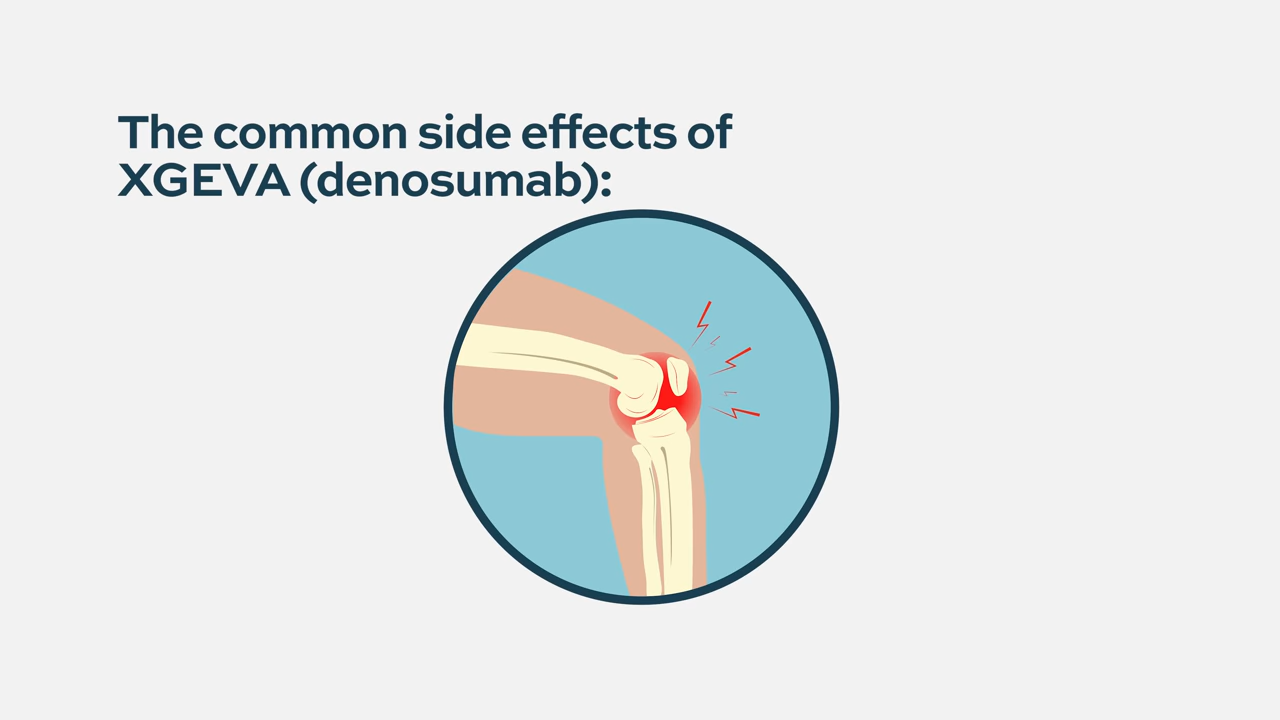 The common side effects of
XGEVA (denosumab):